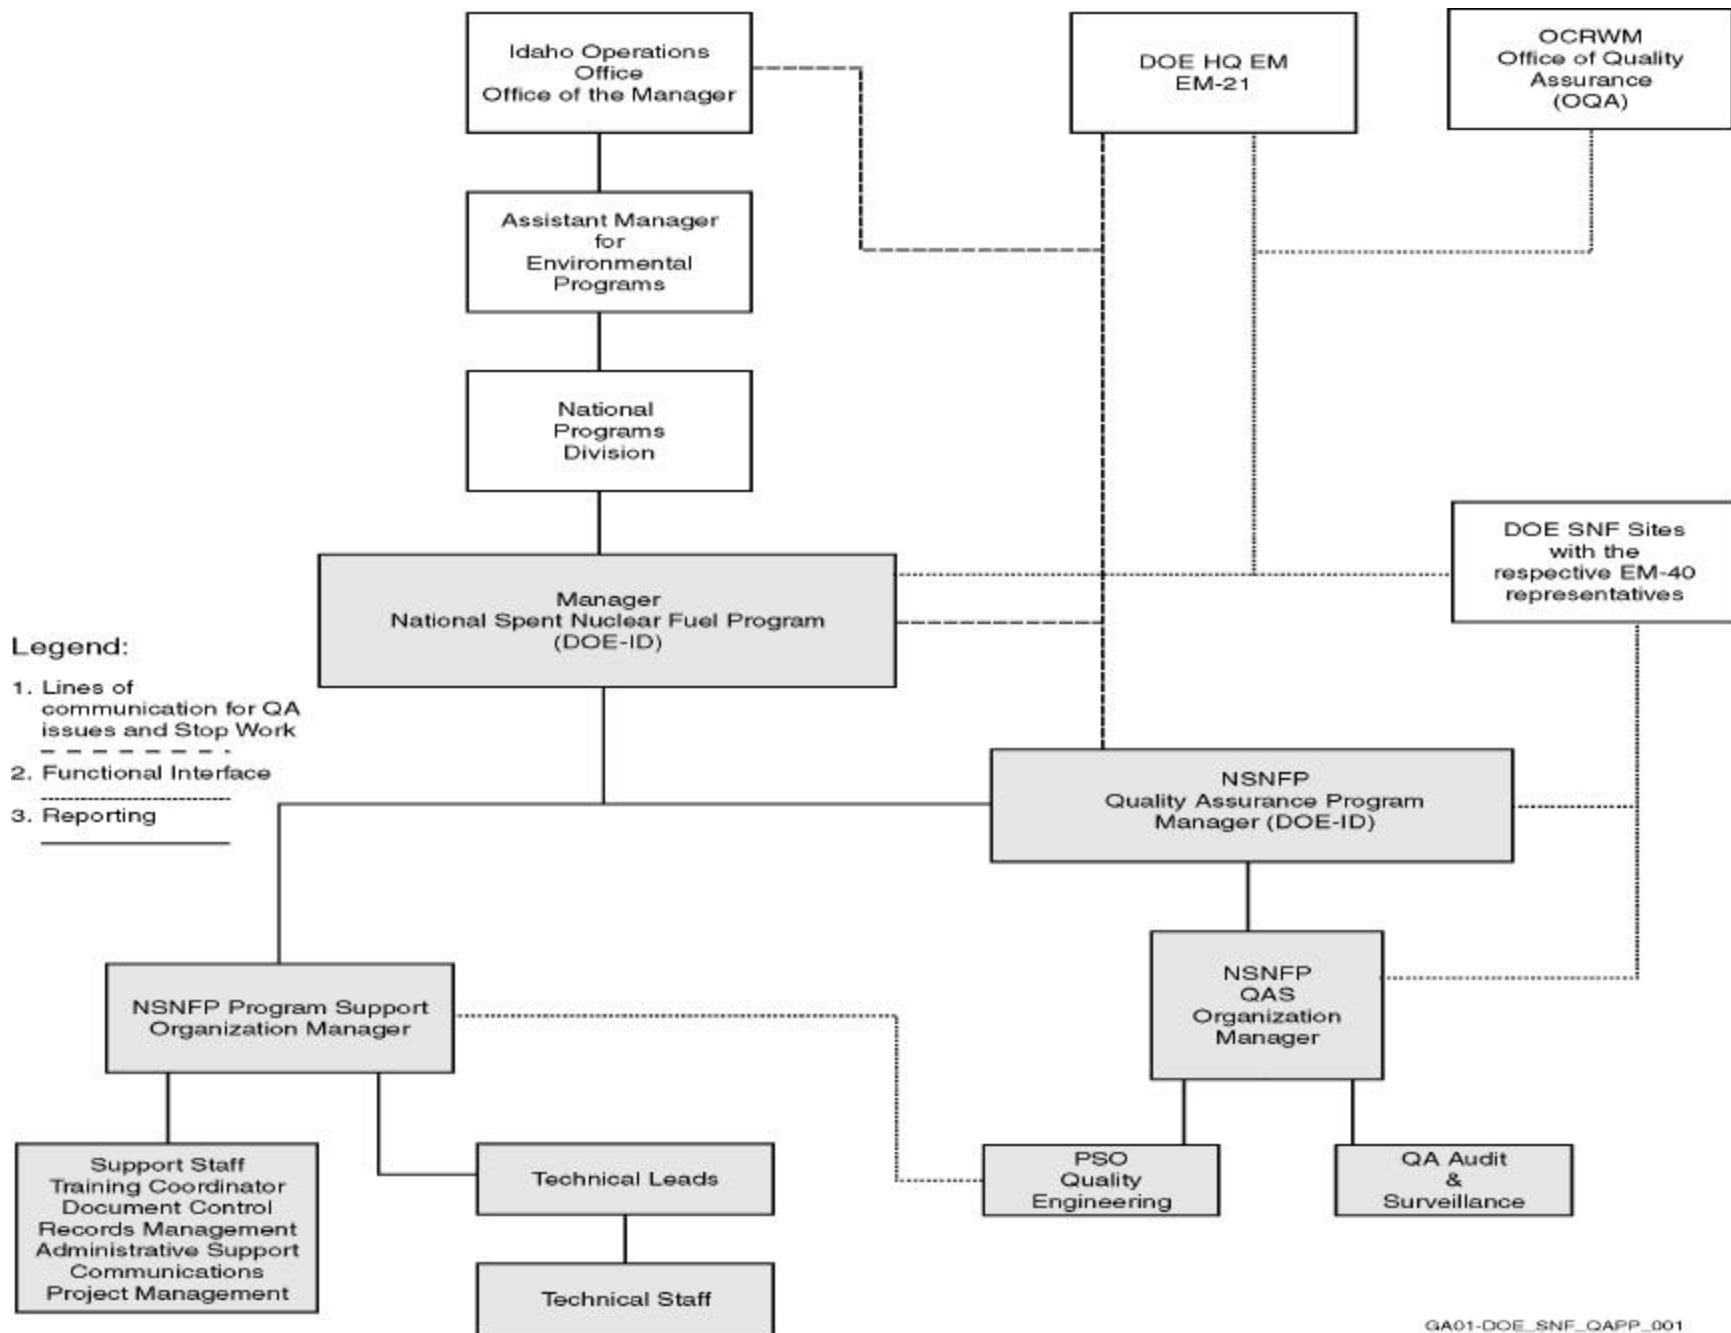 Idaho Operations
Office
Office of the Manager
DOE HQ EM
EM-21
OCRWM
Office of Quality
Assurance
(OQA)
Assistant Manager
for
Environmental
Programs
National
Programs
Division
DOE SNF Sites
with the
respective EM-40
representatives
Manager
National Spent Nuclear Fuel Program
(DOE-ID)
Legend:
1. Lines of
communication for QA
issues and Stop Work
2. Functional Interface
3. Reporting
NSNFP
Quality Assurance Program
Manager (DOE-ID)
NSNFP Program Support
Organization Manager
NSNFP
QAS
Organization
Manager
Support Staff
Training Coordinator
Document Control
Records Management
Administrative Support
Communications
Project Management
Technical Leads
Technical Staff
PSO
Quality
Engineering
QA Audit
&
Surveillance
GA01-DOE_SNF_QAPP_001